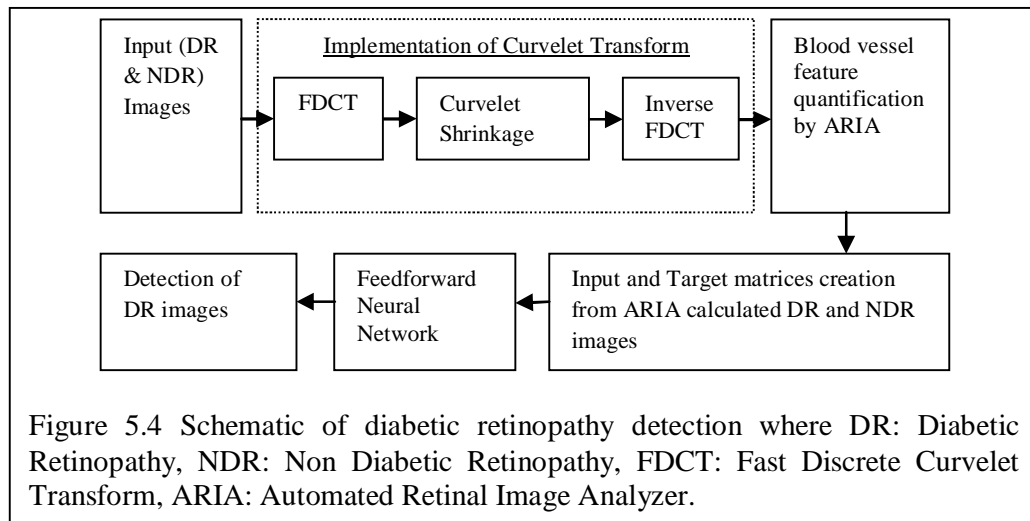 Input (DR
& NDR)
Images
Implementation of Curvelet Transform
FDCT
Curvelet
Shrinkage
Inverse
FDCT
Blood vessel
feature
quantification
by ARIA
Detection of
DR images
Feedforward
Neural
Network
Input and Target matrices creation
from ARIA calculated DR and NDR
images
Figure 5.4 Schematic of diabetic retinopathy detection where DR: Diabetic
Retinopathy, NDR: Non Diabetic Retinopathy, FDCT: Fast Discrete Curvelet
Transform, ARIA: Automated Retinal Image Analyzer.